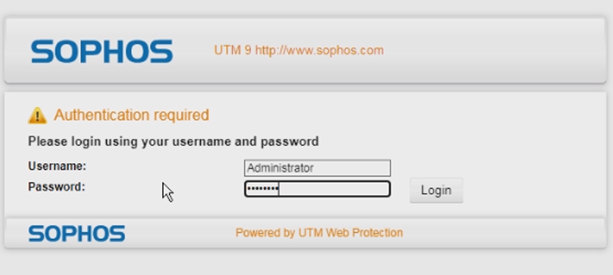 SOPHOS UTM 9 http://www.sophos.com
Authentication required
Please login using your username and password
Username: Administrator
Password: •••••••• Login
SOPHOS Powered by UTM Web Protection